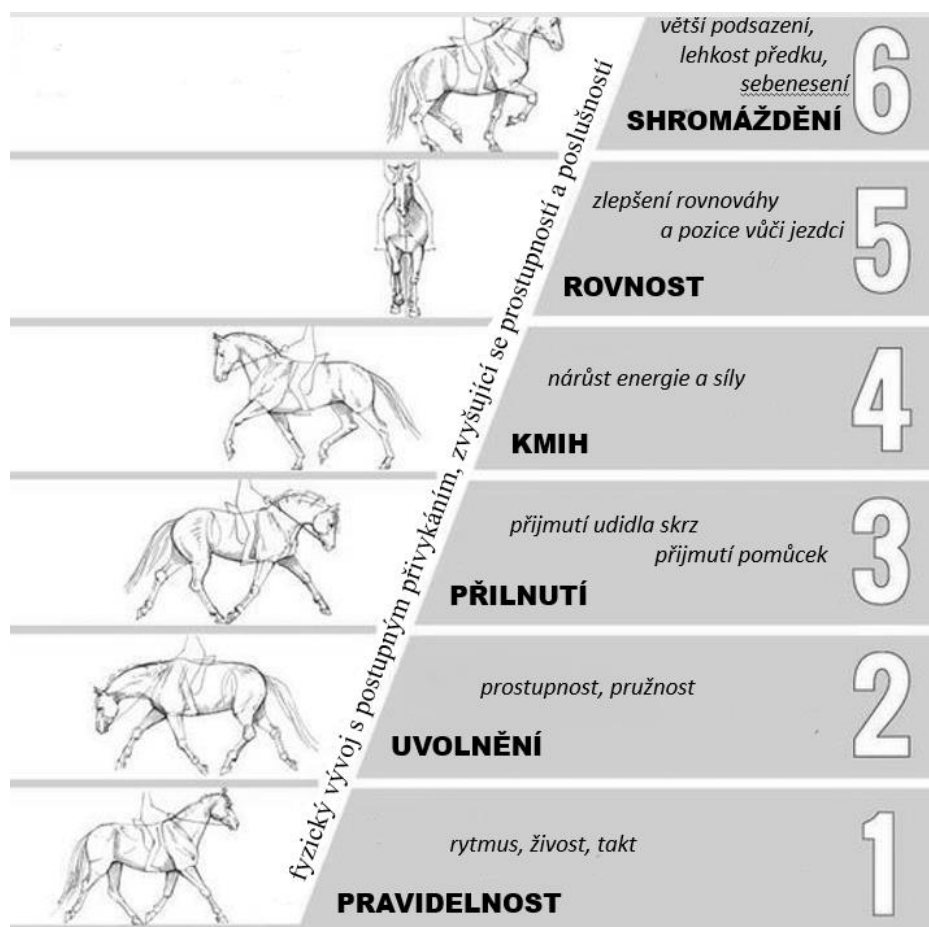 větší podsazení,
lehkost předku,
sebenesení
SHROMÁŽDĚNÍ
6
zlepšení rovnováhy
a pozice vůči jezdci
ROVNOST
5
nárůst energie a síly
KMIH
4
přijmutí udidla skrz
přijmutí pomůcek
PŘILNUTÍ
3
prostupnost, pružnost
UVOLNĚNÍ
2
rytmus, živost, takt
PRAVIDELNOST
1
fyzický vývoj s postupným přivykáním, zvyšující se prostupností a poslušností